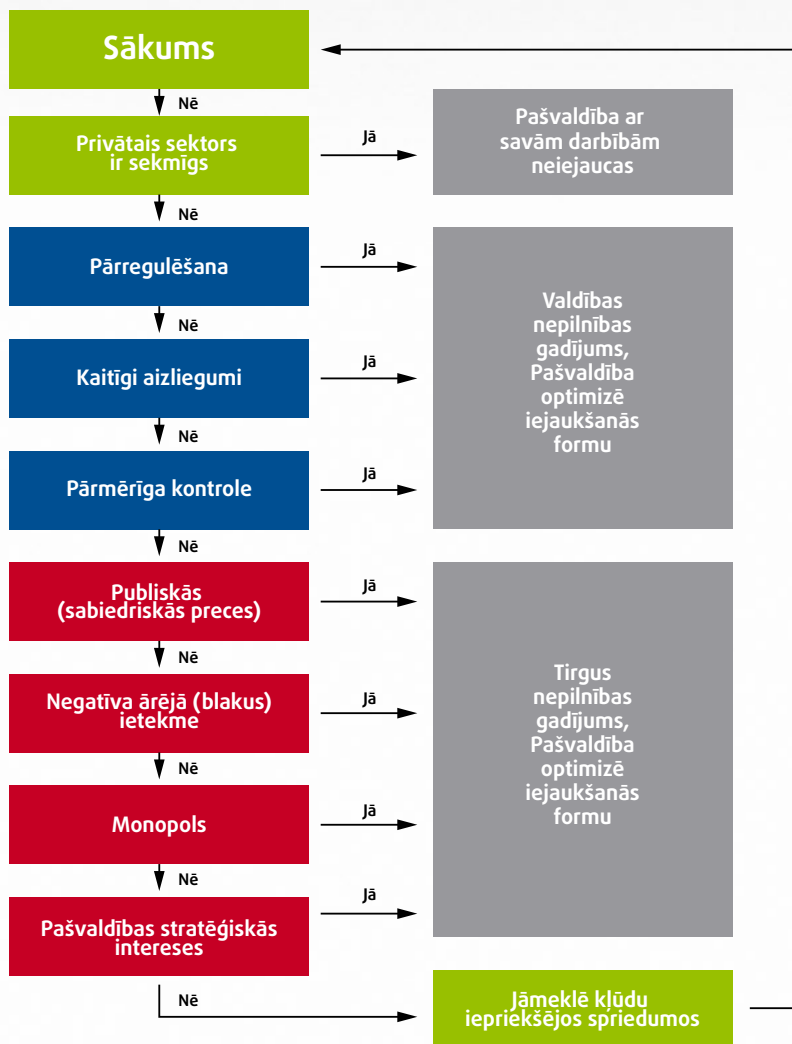 Sākums
Nē
Privātais sektors
ir sekmīgs
Jā
Pašvaldība ar
savām darbībām
neiejaucas
Nē
Pārregulēšana
Jā
Nē
Kaitīgi aizliegumi
Jā
Valdības
nepilnības
gadījums,
Pašvaldība
optimizē
iejaukšanās
formu
Nē
Pārmērīga kontrole
Jā
Nē
Publiskās
(sabiedriskās preces)
Jā
Nē
Negatīva ārējā (blakus)
ietekme
Jā
Tirgus
nepilnības
gadījums,
Pašvaldība
optimizē
iejaukšanās
formu
Nē
Monopols
Jā
Nē
Pašvaldības stratēģiskās
intereses
Jā
Nē
Jāmeklē kļūdu
iepriekšējos spriedumos